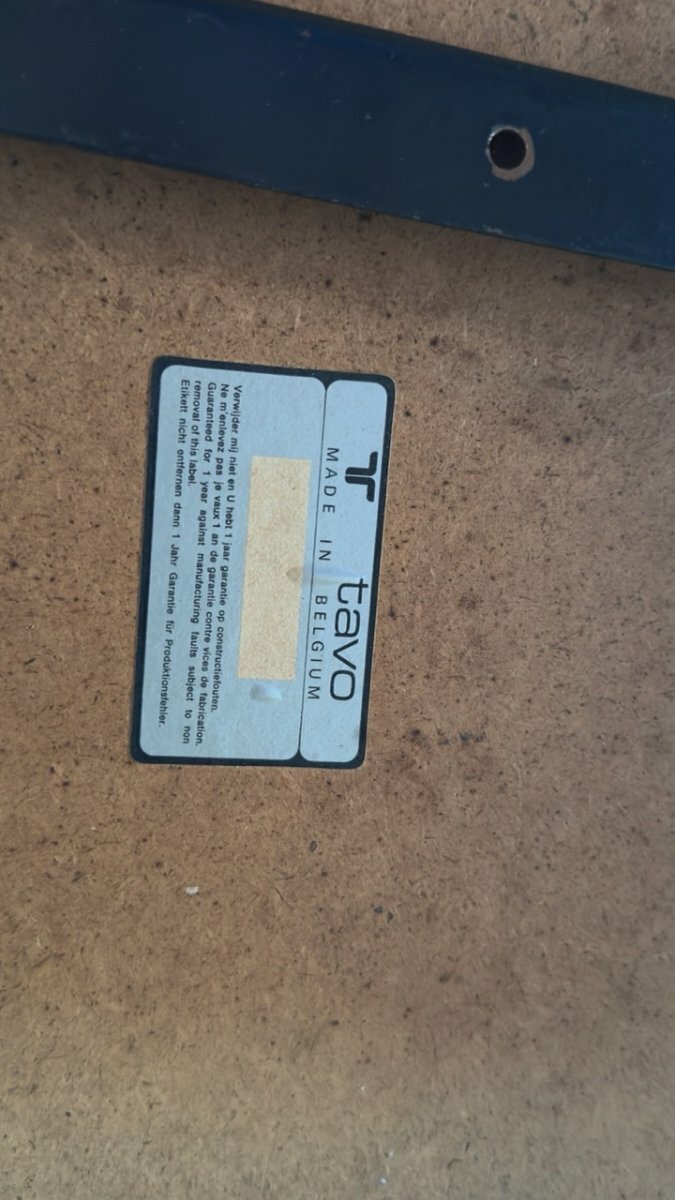 tavo
MADE IN BELGIUM
Verwijder mij niet en U hebt 1 jaar garantie op constructiefouten.
Ne m'enlevez pas je vaux 1 an de garantie contre vices de fabrication.
Guaranteed for 1 year against manufacturing faults subject to non
removal of this label.
Etikett nicht entfernen dann 1 Jahr Garantie für Produktionsfehler.